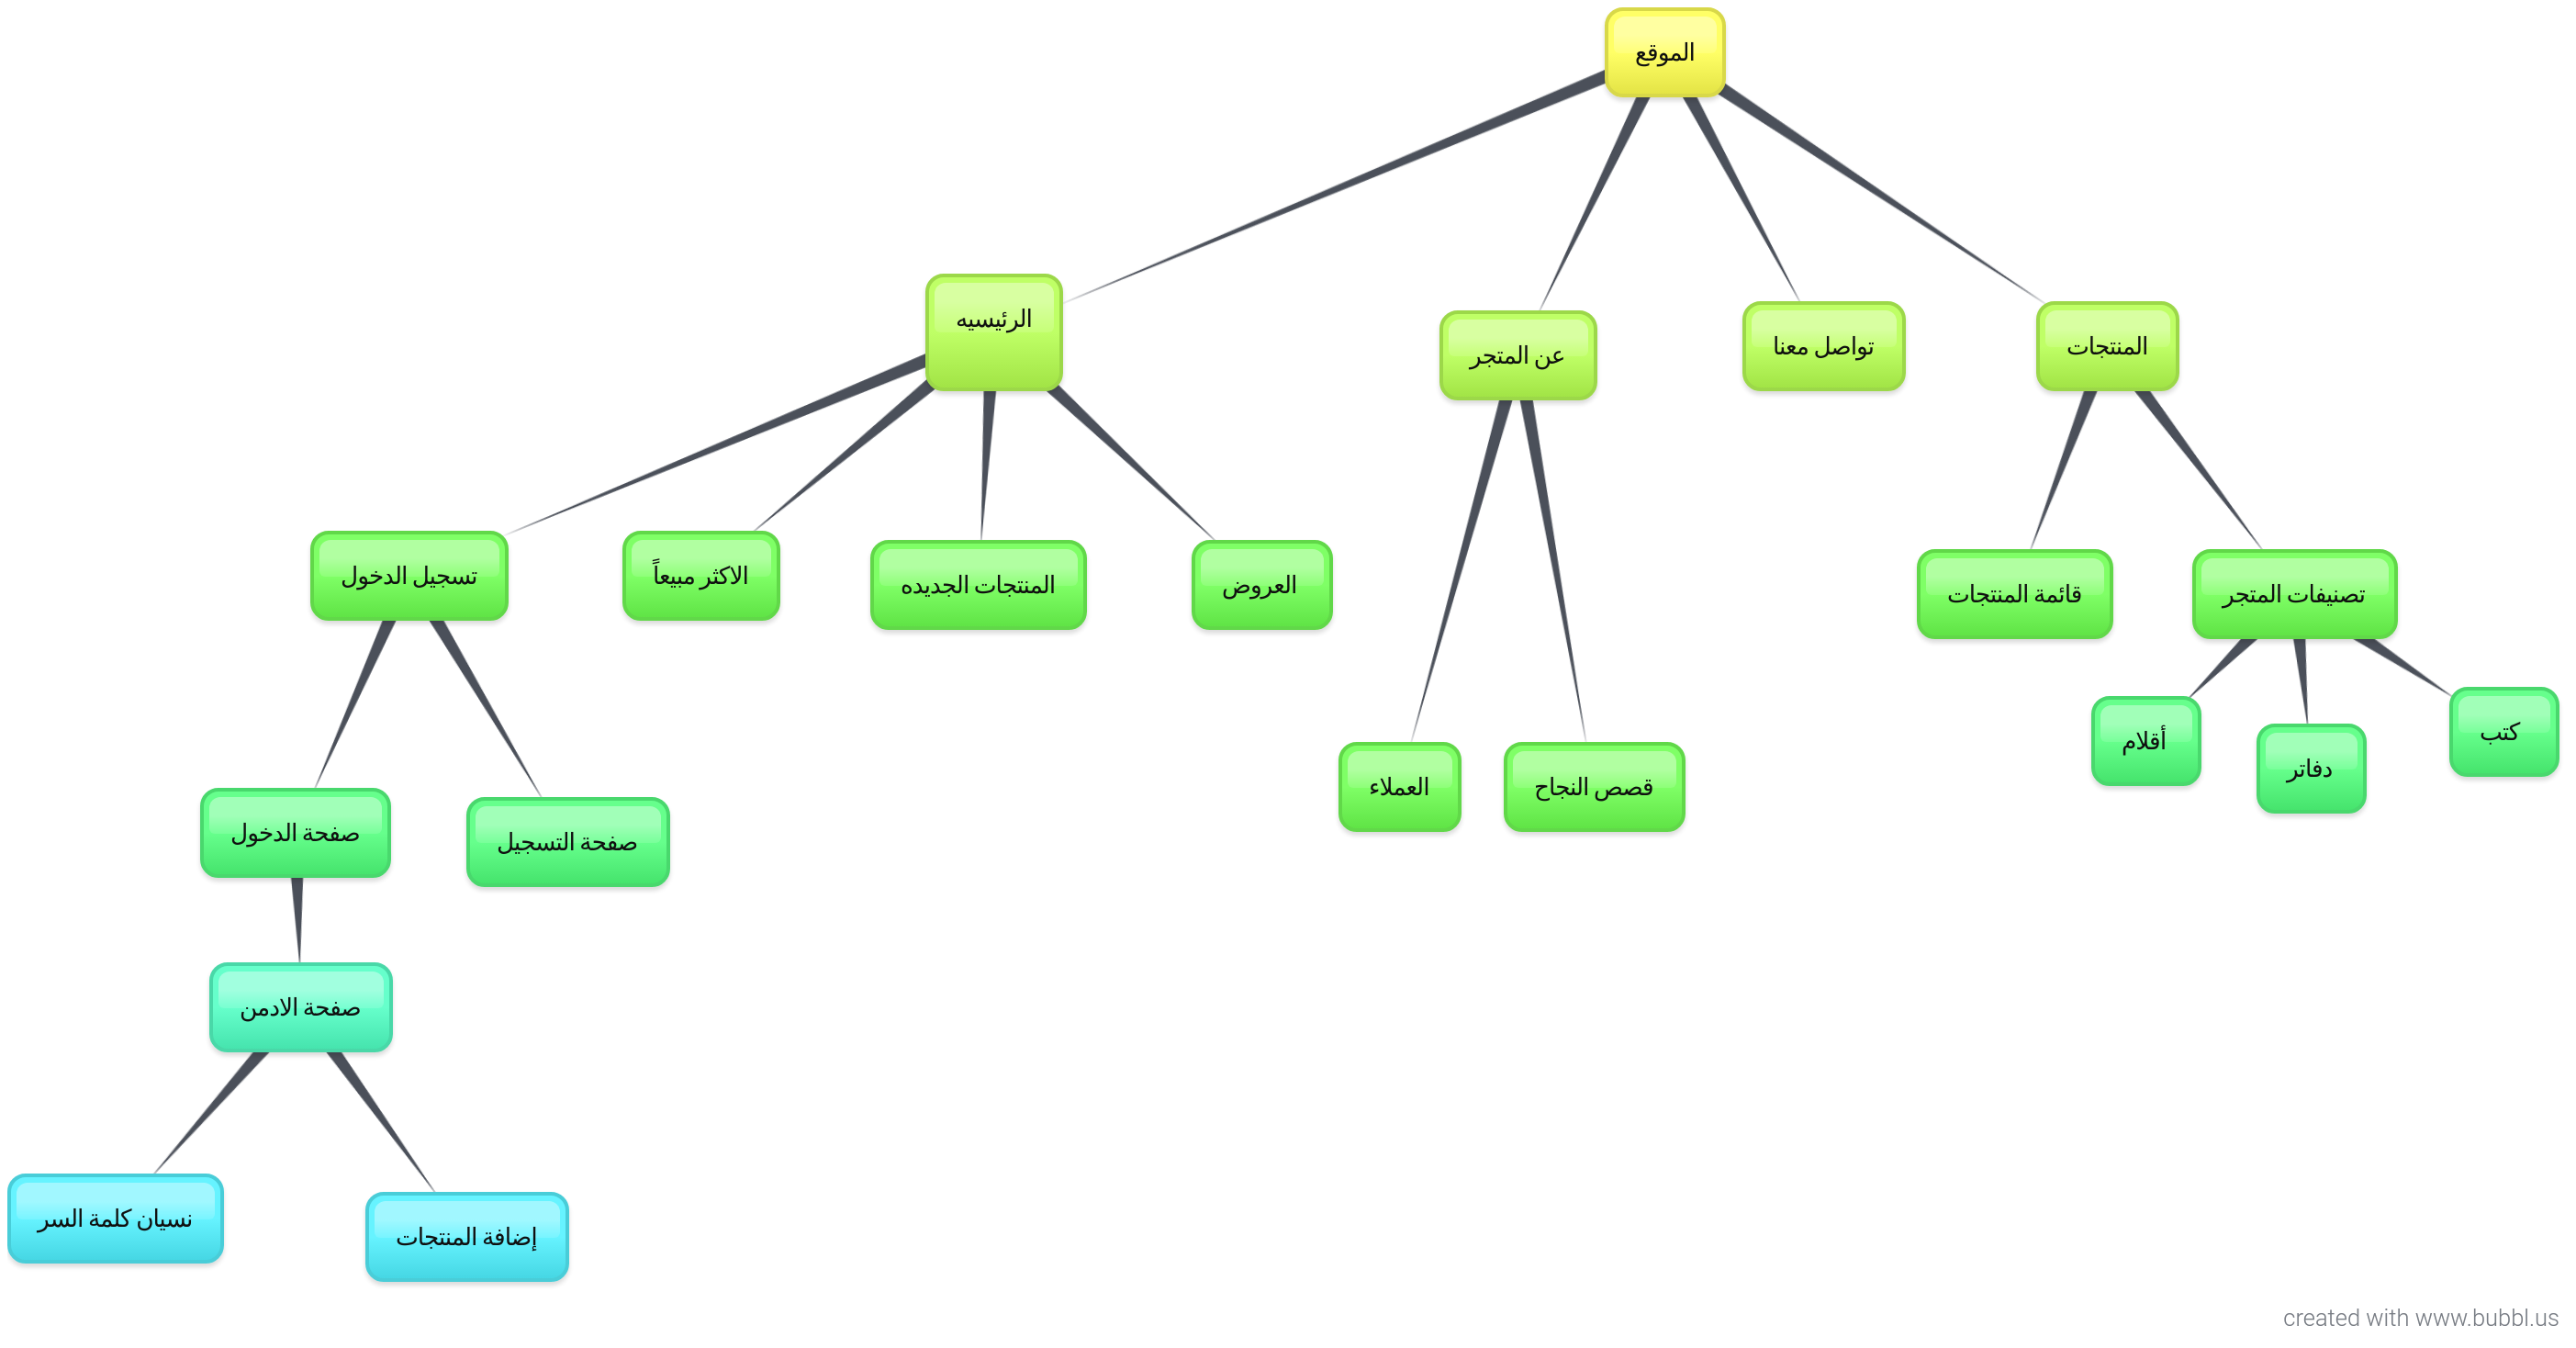 الموقع
المنتجات
تواصل معنا
عن المتجر
الرئيسيه
تصنيفات المتجر
قائمة المنتجات
كتب
دفاتر
أقلام
قصص النجاح
العملاء
العروض
المنتجات الجديده
الاكثر مبيعاً
تسجيل الدخول
صفحة التسجيل
صفحة الدخول
صفحة الادمن
إضافة المنتجات
نسيان كلمة السر
created with www.bubbl.us